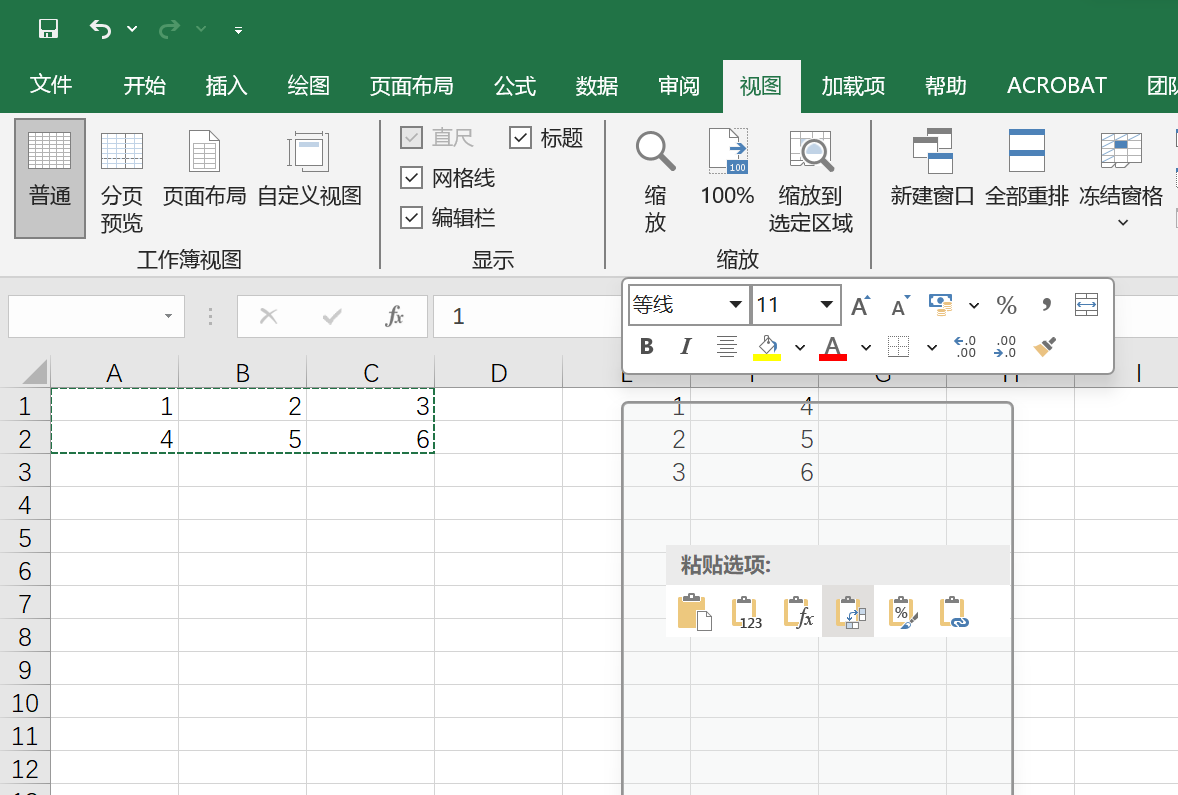 文件 开始 插入 绘图 页面布局 公式 数据 审阅 视图 加载项 帮助 ACROBAT 团队
普通 分页预览 页面布局 自定义视图
工作簿视图
直尺 标题
网格线
编辑栏
显示
缩放 100 100% 缩放到选定区域
缩放
新建窗口 全部重排 冻结窗格
fx 1
等线 11 A A % ,
B I A .0 .00 .00 .0
A B C D E F G H I
1 1 2 3 1 4
2 4 5 6 2 5
3 3 6
4
5
6
粘贴选项:
7 123 fx %
8
9
10
11
12